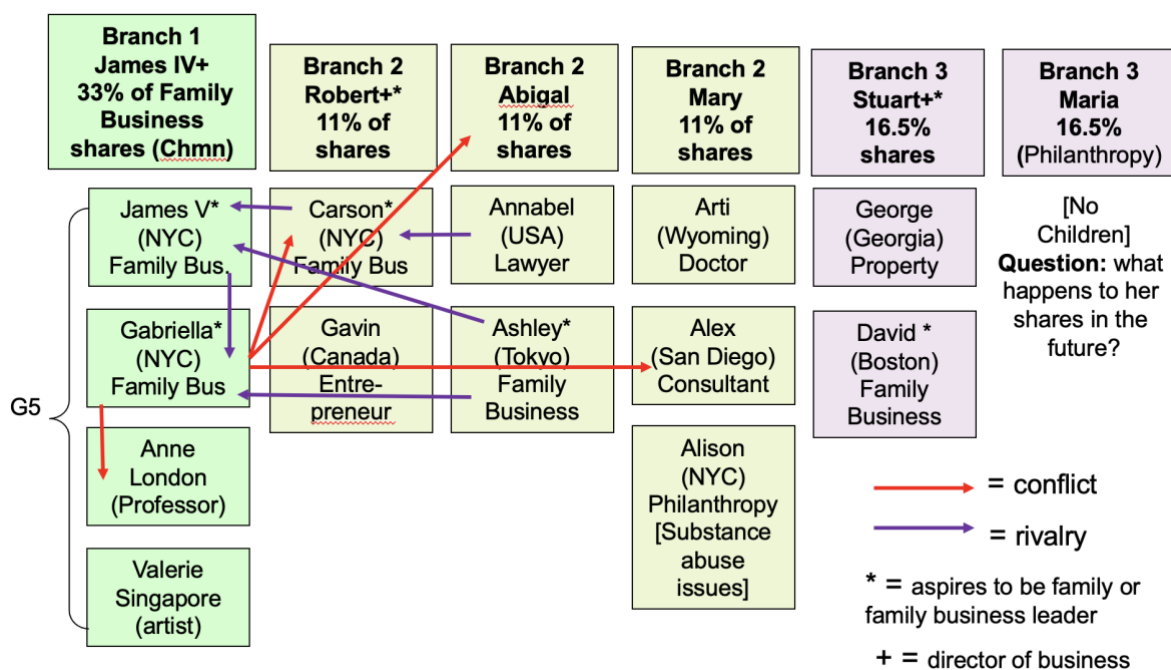 Branch 1
James IV+
33% of Family
Business
shares (Chmn)
Branch 2
Robert+*
11% of
shares
Branch 2
Abigal
11% of
shares
Branch 2
Mary
11% of
shares
Branch 3
Stuart+*
16.5%
shares
Branch 3
Maria
16.5%
(Philanthropy)
G5
James V*
(NYC)
Family Bus.
Carson*
(NYC)
Family Bus
Annabel
(USA)
Lawyer
Arti
(Wyoming)
Doctor
George
(Georgia)
Property
[No
Children]
Question: what
happens to her
shares in the
future?
Gabriella*
(NYC)
Family Bus
Gavin
(Canada)
Entre-
preneur
Ashley*
(Tokyo)
Family
Business
Alex
(San Diego)
Consultant
David *
(Boston)
Family
Business
Anne
London
(Professor)
Alison
(NYC)
Philanthropy
[Substance
abuse
issues]
Valerie
Singapore
(artist)
= conflict
= rivalry
* = aspires to be family or
family business leader
+ = director of business